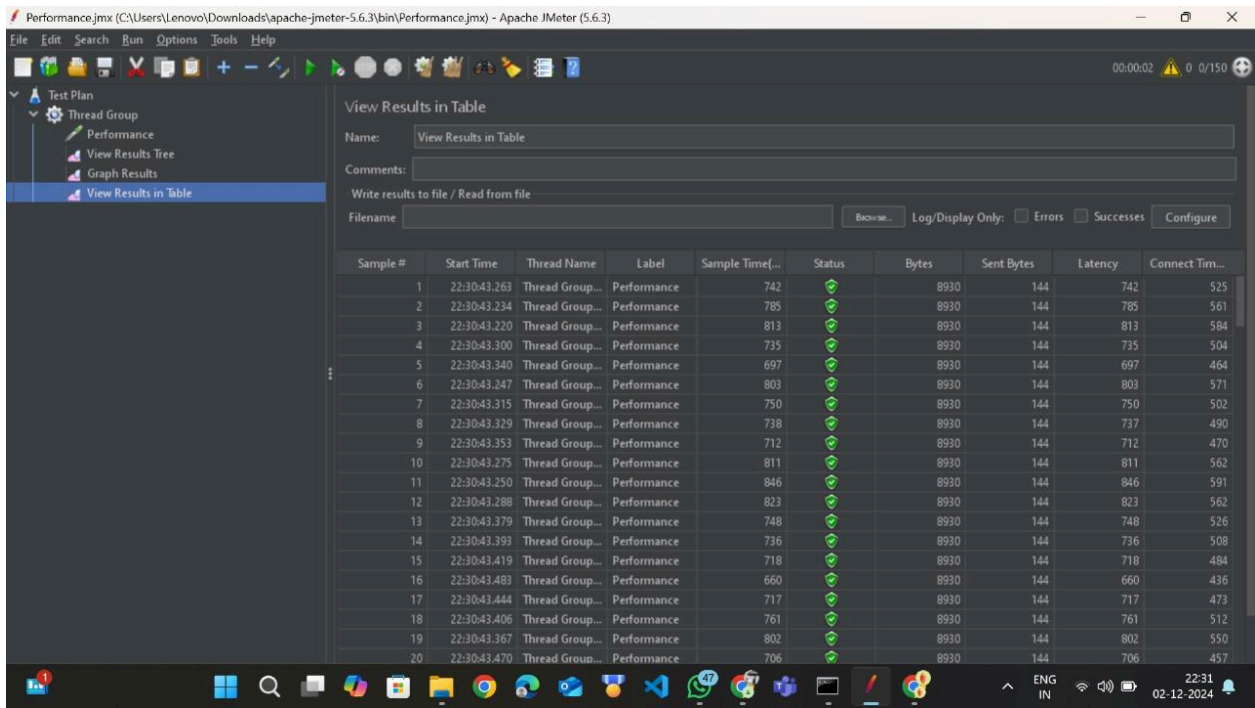 Performance.jmx (C:\Users\Lenovo\Downloads\apache-jmeter-5.6.3\bin\Performance.jmx) - Apache JMeter (5.6.3)
File Edit Search Run Options Tools Help
00:00:02 0 0/150
Test Plan
Thread Group
Performance
View Results Tree
Graph Results
View Results in Table
View Results in Table
Name: View Results in Table
Comments:
Write results to file / Read from file
Filename Browse... Log/Display Only: Errors Successes Configure
Sample # Start Time Thread Name Label Sample Time(... Status Bytes Sent Bytes Latency Connect Tim...
1 22:30:43.263 Thread Group... Performance 742 8930 144 742 525
2 22:30:43.234 Thread Group... Performance 785 8930 144 785 561
3 22:30:43.220 Thread Group... Performance 813 8930 144 813 584
4 22:30:43.300 Thread Group... Performance 735 8930 144 735 504
5 22:30:43.340 Thread Group... Performance 697 8930 144 697 464
6 22:30:43.247 Thread Group... Performance 803 8930 144 803 571
7 22:30:43.315 Thread Group... Performance 750 8930 144 750 502
8 22:30:43.329 Thread Group... Performance 738 8930 144 737 490
9 22:30:43.353 Thread Group... Performance 712 8930 144 712 470
10 22:30:43.275 Thread Group... Performance 811 8930 144 811 562
11 22:30:43.250 Thread Group... Performance 846 8930 144 846 591
12 22:30:43.288 Thread Group... Performance 823 8930 144 823 562
13 22:30:43.379 Thread Group... Performance 748 8930 144 748 526
14 22:30:43.393 Thread Group... Performance 736 8930 144 736 508
15 22:30:43.419 Thread Group... Performance 718 8930 144 718 484
16 22:30:43.483 Thread Group... Performance 660 8930 144 660 436
17 22:30:43.444 Thread Group... Performance 717 8930 144 717 473
18 22:30:43.406 Thread Group... Performance 761 8930 144 761 512
19 22:30:43.367 Thread Group... Performance 802 8930 144 802 550
20 22:30:43.470 Thread Group... Performance 706 8930 144 706 457
1
47
ENG
IN
22:31
02-12-2024